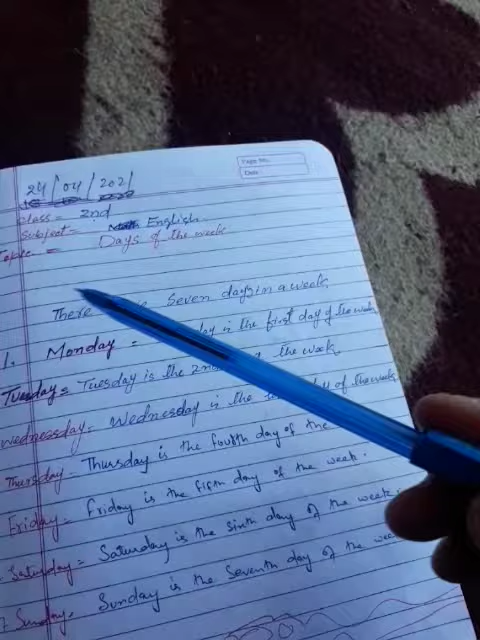 Page No.
Date:
24/04/2021
Class = 2nd
Subject = English
Topic = Days of the week
There seven days in a week.
1. Monday = day is the first day of the week
Tuesday = Tuesday is the 2nd the week
Wednesday = Wednesday is the day of the week
Thursday = Thursday is the fourth day of the
Friday = Friday is the fifth day of the week.
Saturday = Saturday is the sixth day of the week.
7 Sunday = Sunday is the Seventh day of the week